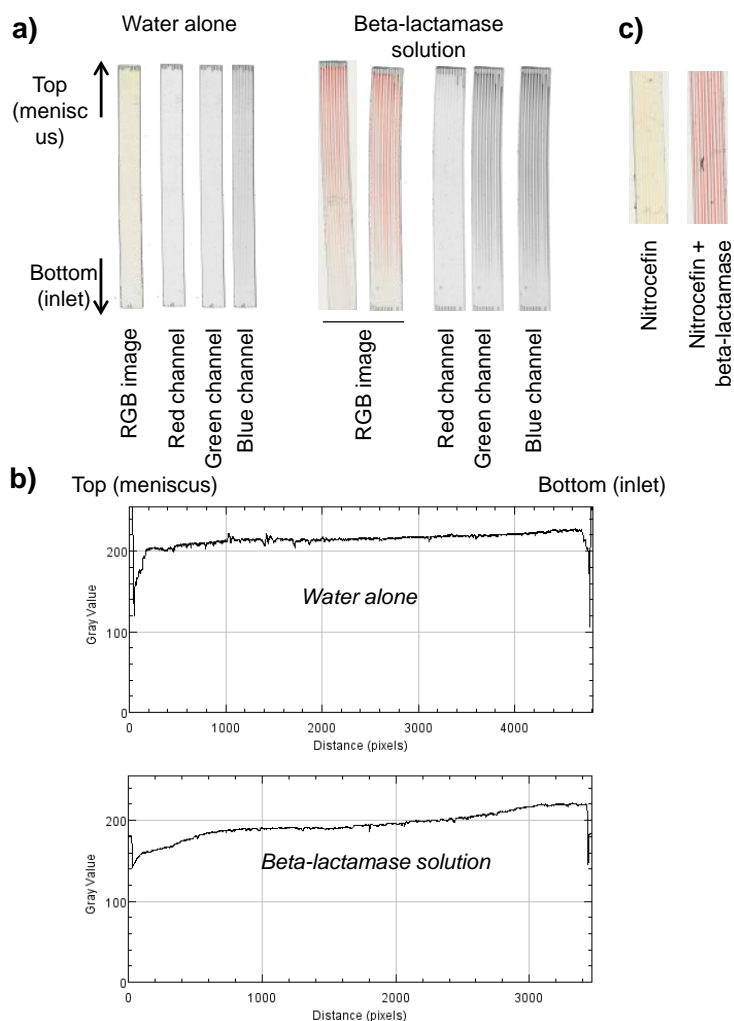 a)
Water alone
Beta-lactamase
solution
c)
Top
(menisc
us)
Bottom
(inlet)
RGB image
Red channel
Green channel
Blue channel
RGB image
Red channel
Green channel
Blue channel
Nitrocefin
Nitrocefin +
beta-lactamase
b)
Top (meniscus)
Bottom (inlet)
Gray Value
200
100
0
Water alone
0 1000 2000 3000 4000
Distance (pixels)
Gray Value
200
100
0
Beta-lactamase solution
0 1000 2000 3000
Distance (pixels)